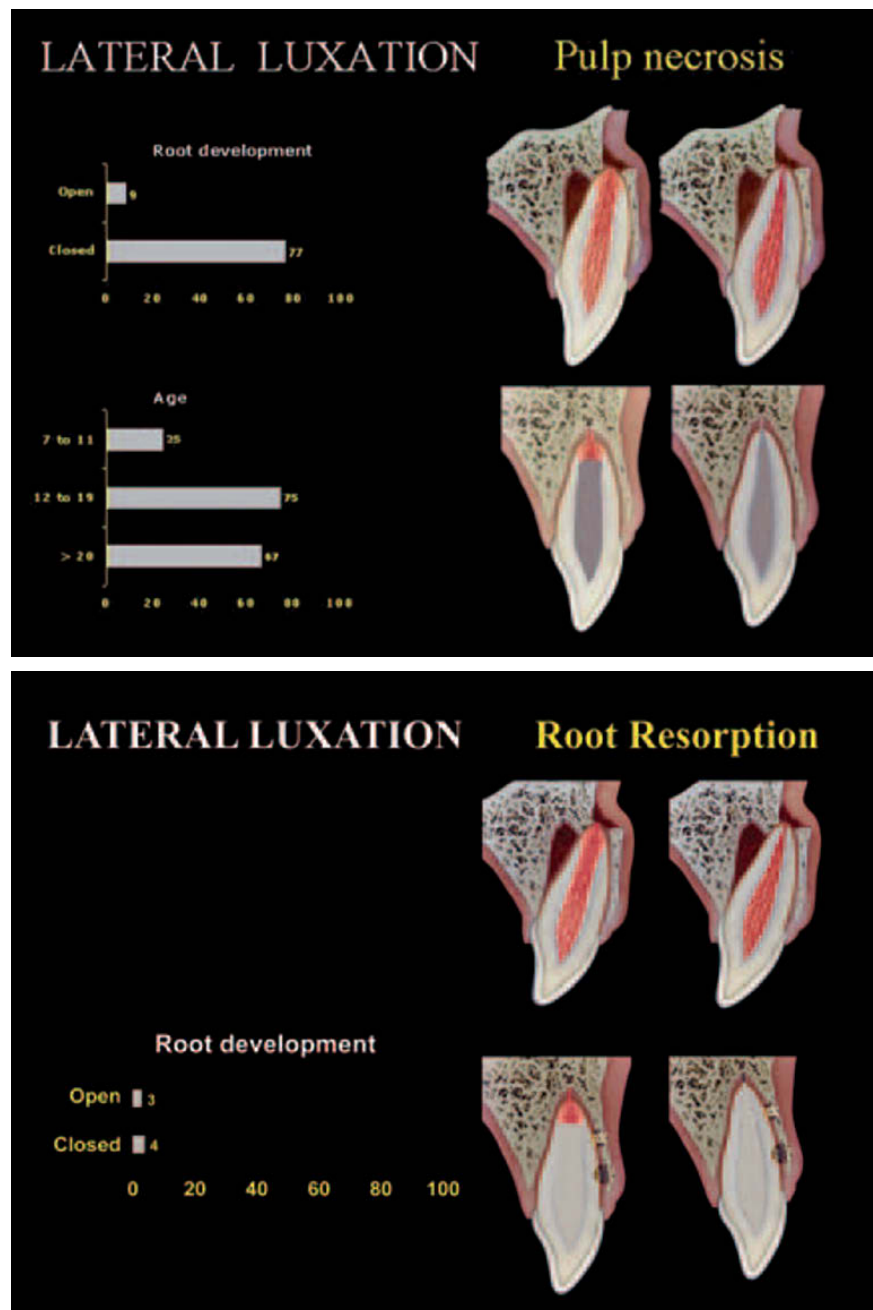 LATERAL LUXATION
Pulp necrosis
Root development
Open 9
Closed 77
0 20 40 60 80 100
Age
7 to 11 25
12 to 19 75
> 20 67
0 20 40 60 80 100
LATERAL LUXATION
Root Resorption
Root development
Open 3
Closed 4
0 20 40 60 80 100